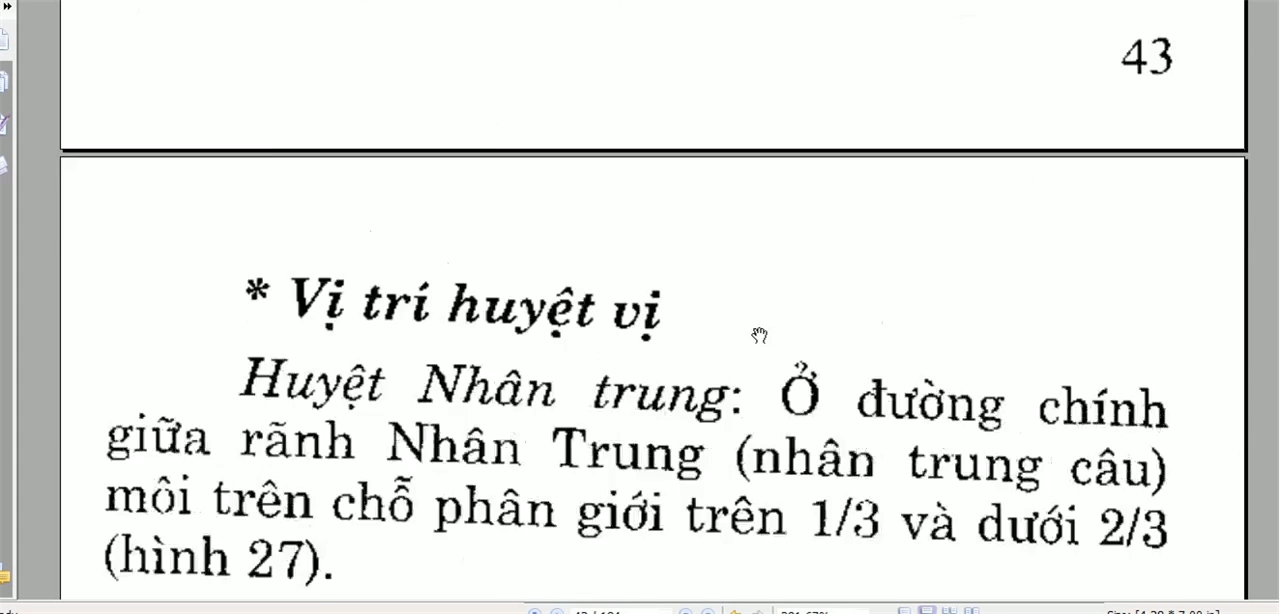 43
* Vị trí huyệt vị
Huyệt Nhân trung: Ở đường chính
giữa rãnh Nhân Trung (nhân trung câu)
môi trên chỗ phân giới trên 1/3 và dưới 2/3
(hình 27).